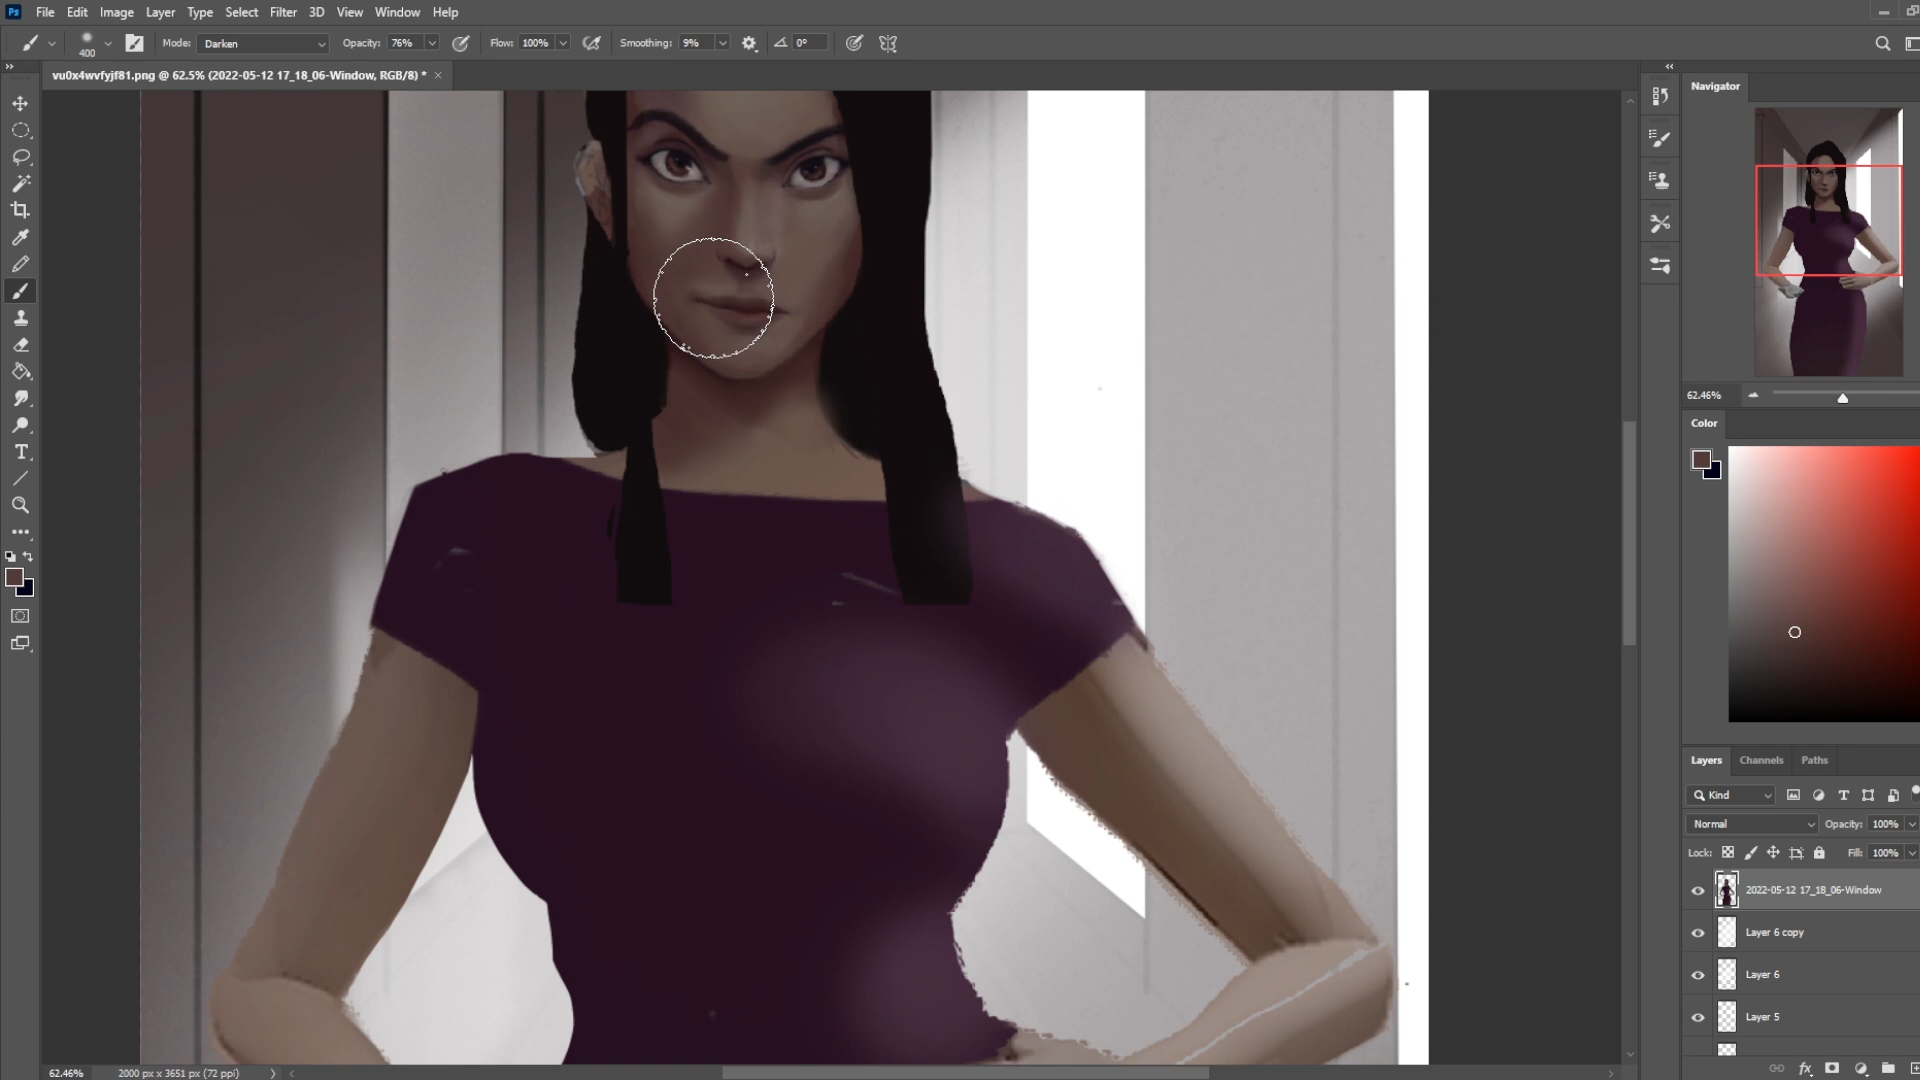 Ps File Edit Image Layer Type Select Filter 3D View Window Help
400 Mode: Darken Opacity: 76% Flow: 100% Smoothing: 9% 0°
vu0x4wvfyjf81.png @ 62.5% (2022-05-12 17_18_06-Window, RGB/8) *
Navigator
62.46%
Color
Layers Channels Paths
Kind
Normal Opacity: 100%
Lock: Fill: 100%
2022-05-12 17_18_06-Window
Layer 6 copy
Layer 6
Layer 5
fx
62.46% 2000 px x 3651 px (72 ppi)